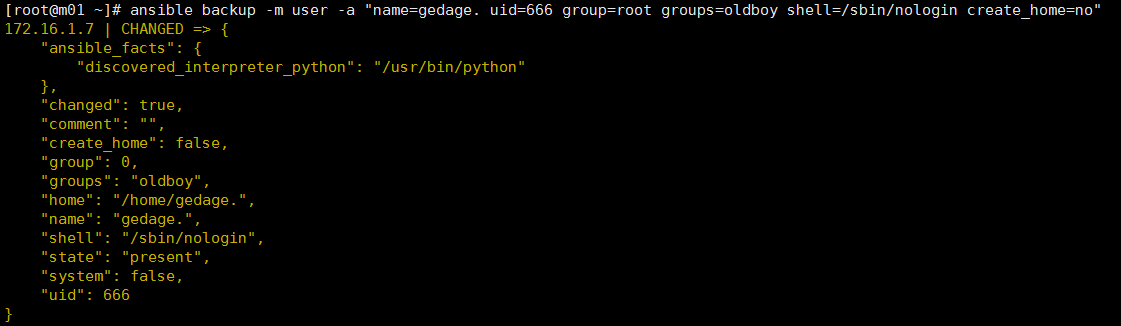 [root@m01 ~]# ansible backup -m user -a "name=gedage. uid=666 group=root groups=oldboy shell=/sbin/nologin create_home=no"
172.16.1.7 | CHANGED => {
    "ansible_facts": {
        "discovered_interpreter_python": "/usr/bin/python"
    },
    "changed": true,
    "comment": "",
    "create_home": false,
    "group": 0,
    "groups": "oldboy",
    "home": "/home/gedage.",
    "name": "gedage.",
    "shell": "/sbin/nologin",
    "state": "present",
    "system": false,
    "uid": 666
}